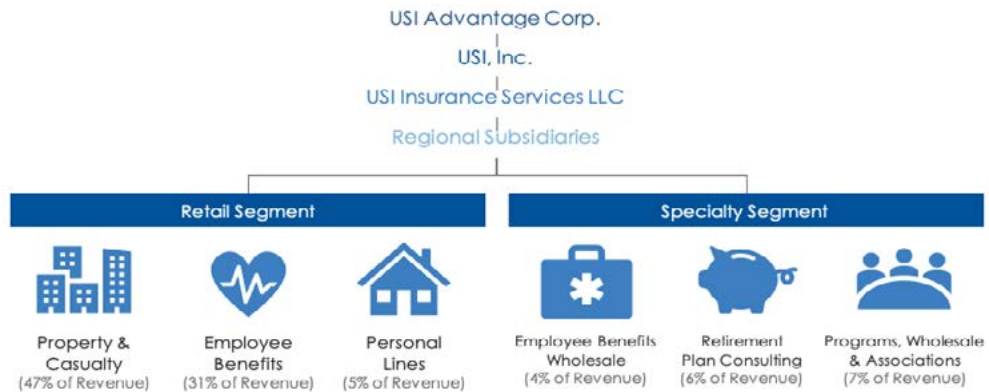 USI Advantage Corp.
USI, Inc.
USI Insurance Services LLC
Regional Subsidiaries
Retail Segment
Property &
Casualty
(47% of Revenue)
Employee
Benefits
(31% of Revenue)
Personal
Lines
(5% of Revenue)
Specialty Segment
Employee Benefits
Wholesale
(4% of Revenue)
Retirement
Plan Consulting
(6% of Revenue)
Programs, Wholesale
& Associations
(7% of Revenue)